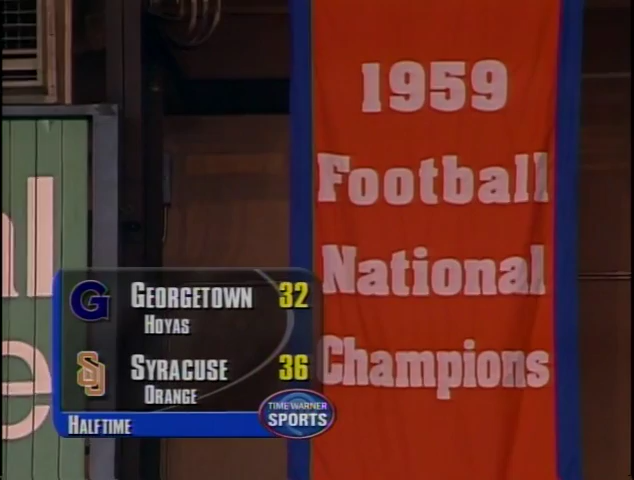 1959
Football
National
Champions
G
GEORGETOWN 32
HOYAS
SYRACUSE 36
ORANGE
HALFTIME
TIME WARNER
SPORTS